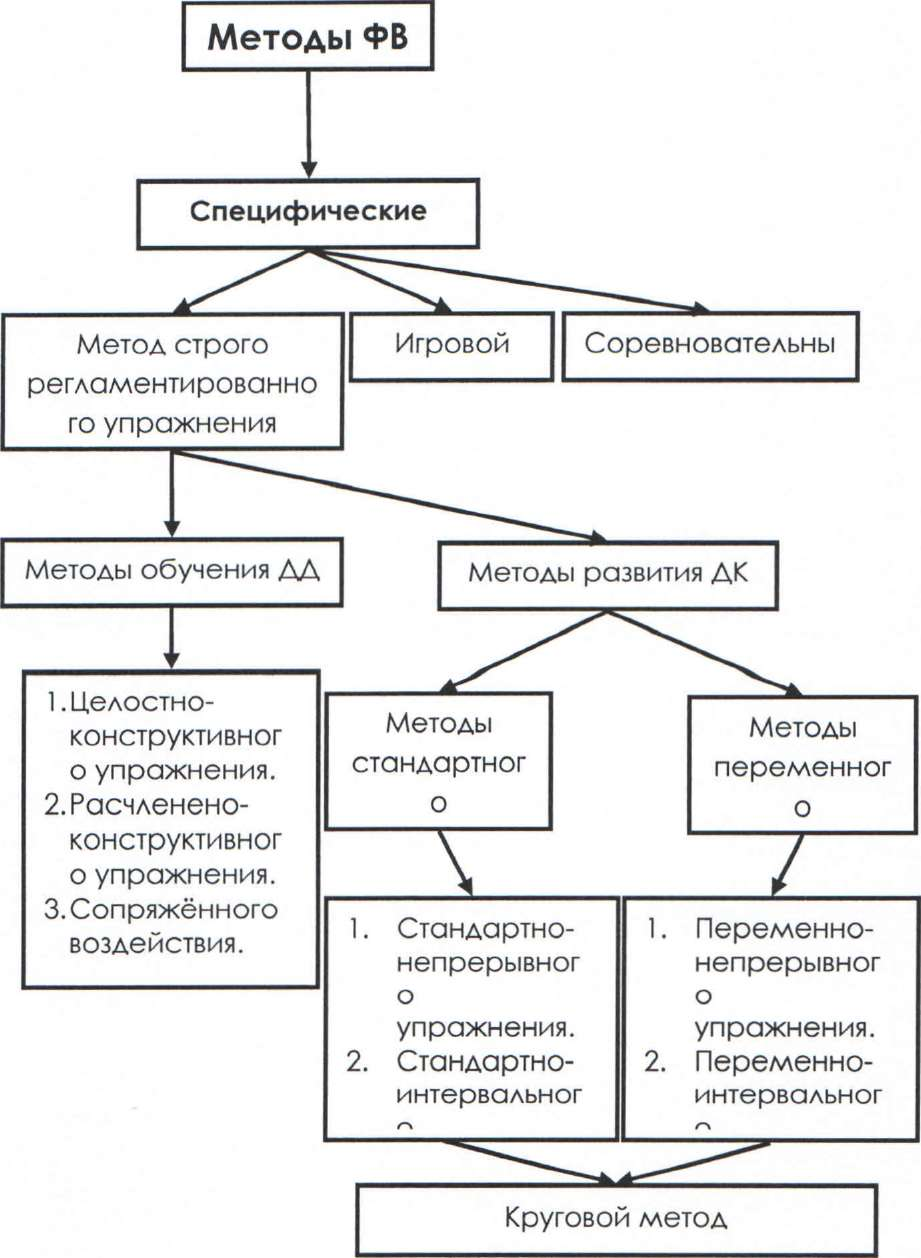 Методы ФВ
Специфические
Метод строго
регламентированно
го упражнения
Игровой
Соревновательны
Методы обучения ДД
Методы развития ДК
1.Целостно-
конструктивног
о упражнения.
2.Расчленено-
конструктивног
о упражнения.
3.Сопряжённого
воздействия.
Методы
стандартног
о
Методы
переменног
о
1. Стандартно-
непрерывног
о
упражнения.
2. Стандартно-
интервальног
о
1. Переменно-
непрерывног
о
упражнения.
2. Переменно-
интервальног
о
Круговой метод